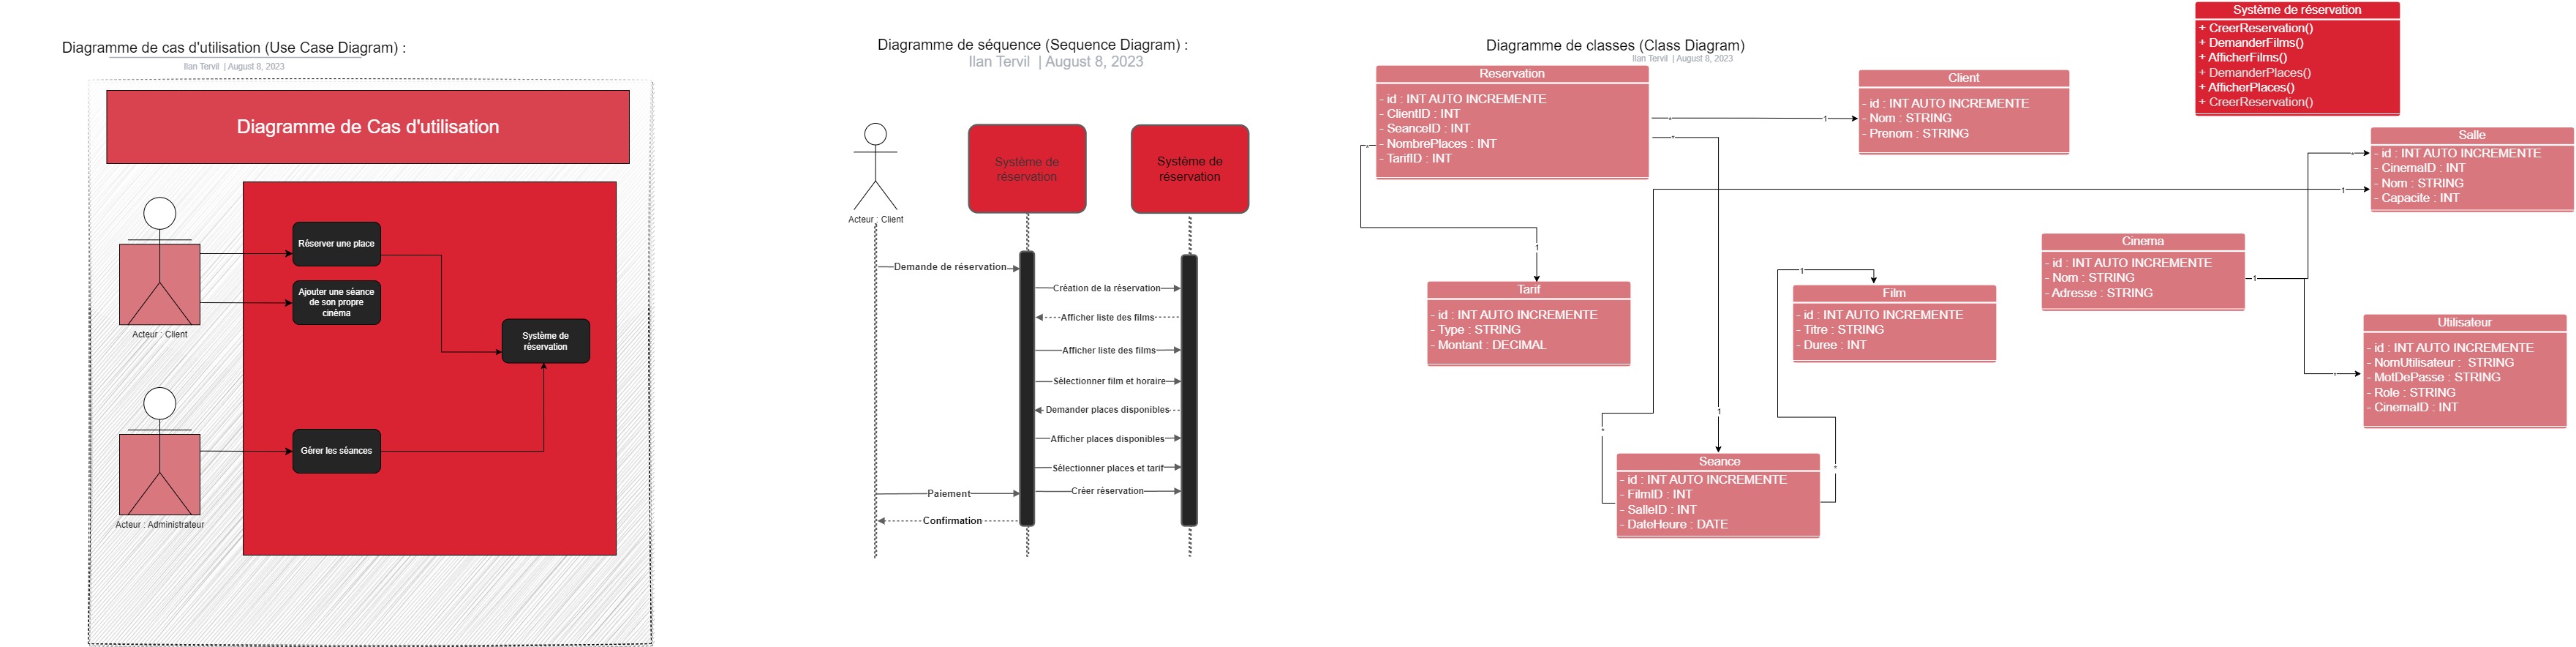 Diagramme de cas d'utilisation (Use Case Diagram) :
Ilan Tervil | August 8, 2023
Diagramme de Cas d'utilisation
Réserver une place
Ajouter une séance
de son propre
cinéma
Acteur : Client
Système de
réservation
Gérer les séances
Acteur : Administrateur
Diagramme de séquence (Sequence Diagram) :
Ilan Tervil | August 8, 2023
Acteur : Client
Système de
réservation
Système de
réservation
Demande de réservation
Création de la réservation
Afficher liste des films
Afficher liste des films
Sélectionner film et horaire
Demander places disponibles
Afficher places disponibles
Sélectionner places et tarif
Créer réservation
Paiement
Confirmation
Diagramme de classes (Class Diagram)
Ilan Tervil | August 8, 2023
Reservation
- id : INT AUTO INCREMENTE
- ClientID : INT
- SeanceID : INT
- NombrePlaces : INT
- TarifID : INT
* 1
*
*
1
1
Client
- id : INT AUTO INCREMENTE
- Nom : STRING
- Prenom : STRING
Système de réservation
+ CreerReservation()
+ DemanderFilms()
+ AfficherFilms()
+ DemanderPlaces()
+ AfficherPlaces()
+ CreerReservation()
Salle
- id : INT AUTO INCREMENTE
- CinemaID : INT
- Nom : STRING
- Capacite : INT
*
1
Cinema
- id : INT AUTO INCREMENTE
- Nom : STRING
- Adresse : STRING
1
*
Tarif
- id : INT AUTO INCREMENTE
- Type : STRING
- Montant : DECIMAL
1
Film
- id : INT AUTO INCREMENTE
- Titre : STRING
- Duree : INT
Utilisateur
- id : INT AUTO INCREMENTE
- NomUtilisateur : STRING
- MotDePasse : STRING
- Role : STRING
- CinemaID : INT
*
*
Seance
- id : INT AUTO INCREMENTE
- FilmID : INT
- SalleID : INT
- DateHeure : DATE